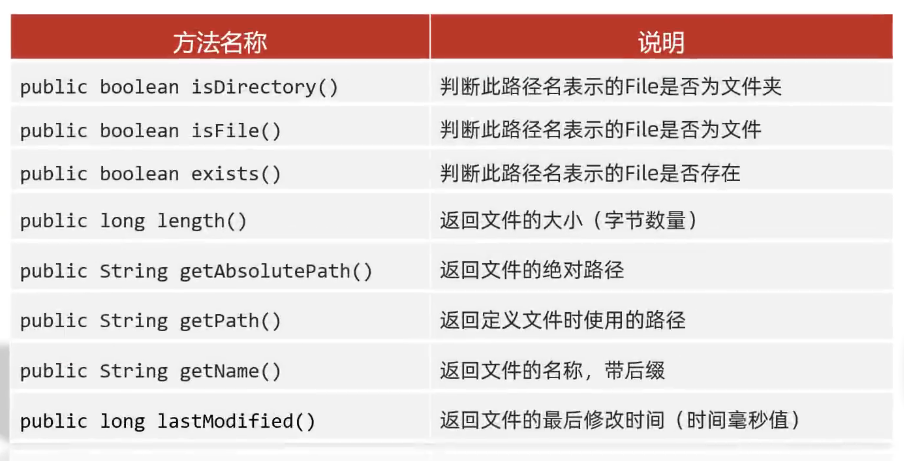 方法名称 说明
public boolean isDirectory() 判断此路径名表示的File是否为文件夹
public boolean isFile() 判断此路径名表示的File是否为文件
public boolean exists() 判断此路径名表示的File是否存在
public long length() 返回文件的大小（字节数量）
public String getAbsolutePath() 返回文件的绝对路径
public String getPath() 返回定义文件时使用的路径
public String getName() 返回文件的名称，带后缀
public long lastModified() 返回文件的最后修改时间（时间毫秒值）